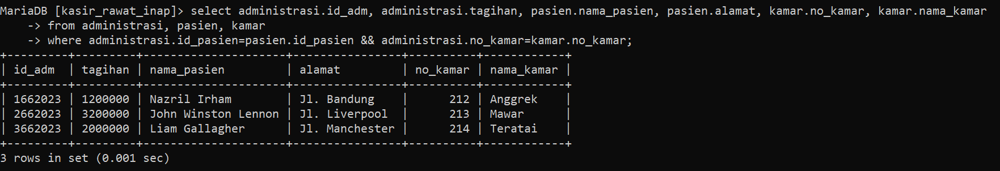 MariaDB [kasir_rawat_inap]> select administrasi.id_adm, administrasi.tagihan, pasien.nama_pasien, pasien.alamat, kamar.no_kamar, kamar.nama_kamar
    -> from administrasi, pasien, kamar
    -> where administrasi.id_pasien=pasien.id_pasien && administrasi.no_kamar=kamar.no_kamar;
+---------+---------+---------------------+----------------+----------+------------+
| id_adm  | tagihan | nama_pasien         | alamat         | no_kamar | nama_kamar |
+---------+---------+---------------------+----------------+----------+------------+
| 1662023 | 1200000 | Nazril Irham        | Jl. Bandung    |      212 | Anggrek    |
| 2662023 | 3200000 | John Winston Lennon | Jl. Liverpool  |      213 | Mawar      |
| 3662023 | 2000000 | Liam Gallagher      | Jl. Manchester |      214 | Teratai    |
+---------+---------+---------------------+----------------+----------+------------+
3 rows in set (0.001 sec)